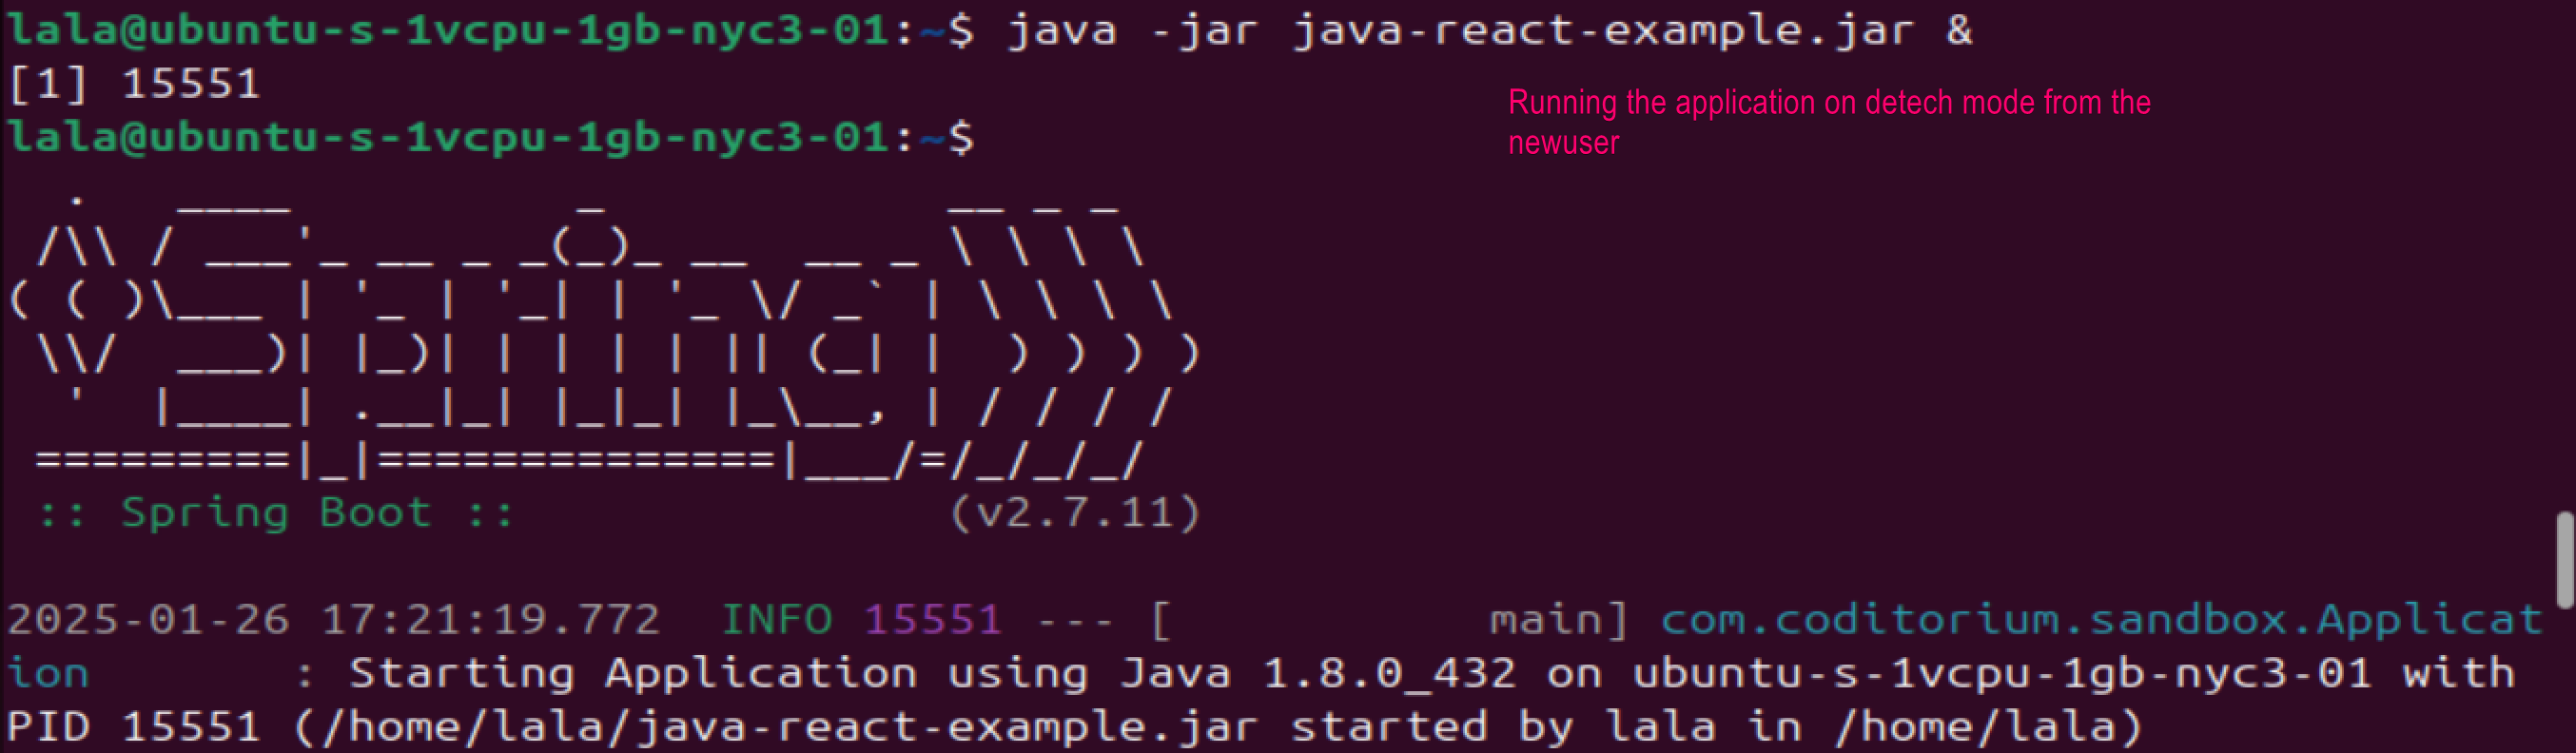 lala@ubuntu-s-1vcpu-1gb-nyc3-01:~$ java -jar java-react-example.jar &
[1] 15551
Running the application on detech mode from the
newuser
lala@ubuntu-s-1vcpu-1gb-nyc3-01:~$
  .   ____          _            __ _ _
 /\\ / ___'_ __ _ _(_)_ __  __ _ \ \ \ \
( ( )\___ | '_ | '_| | '_ \/ _` | \ \ \ \
 \\/  ___)| |_)| | | | | || (_| |  ) ) ) )
  '  |____| .__|_| |_|_| |_\__, | / / / /
 =========|_|==============|___/=/_/_/_/
 :: Spring Boot ::               (v2.7.11)
2025-01-26 17:21:19.772  INFO 15551 --- [           main] com.coditorium.sandbox.Applicat
ion       : Starting Application using Java 1.8.0_432 on ubuntu-s-1vcpu-1gb-nyc3-01 with
PID 15551 (/home/lala/java-react-example.jar started by lala in /home/lala)